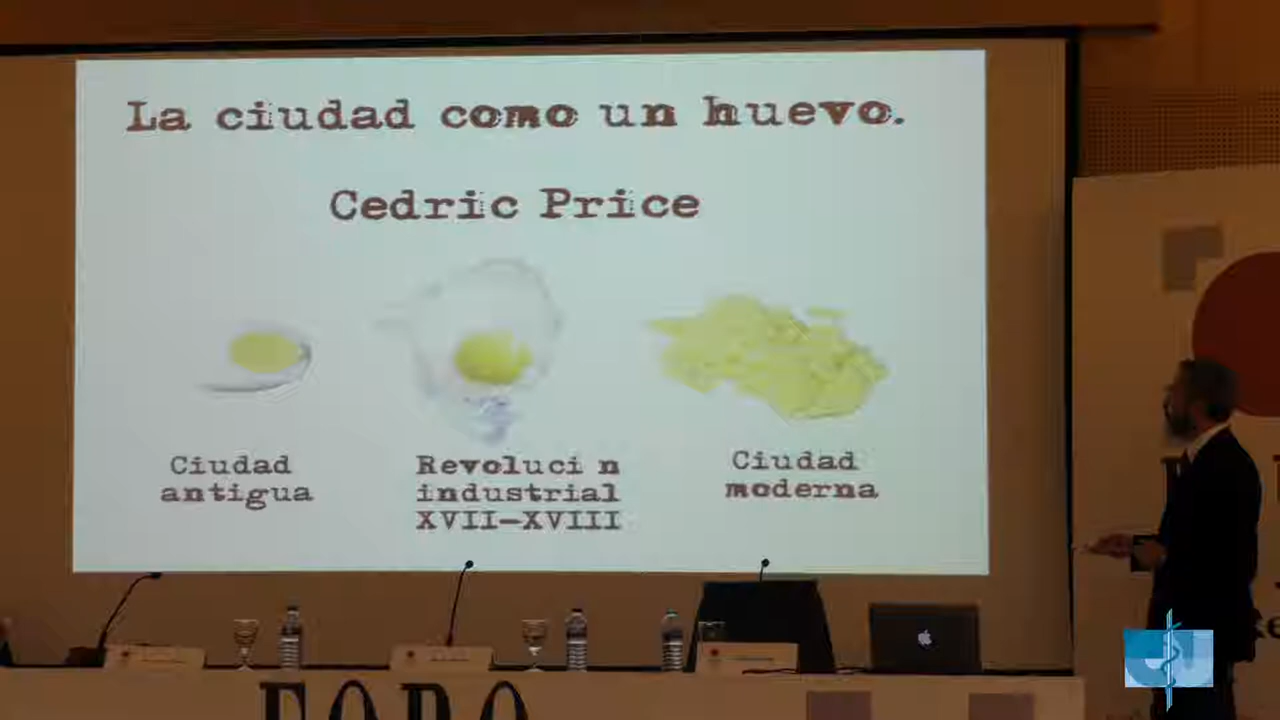 La ciudad como un huevo.
Cedric Price
Ciudad
antigua
Revoluci n
industrial
XVII-XVIII
Ciudad
moderna
FORO